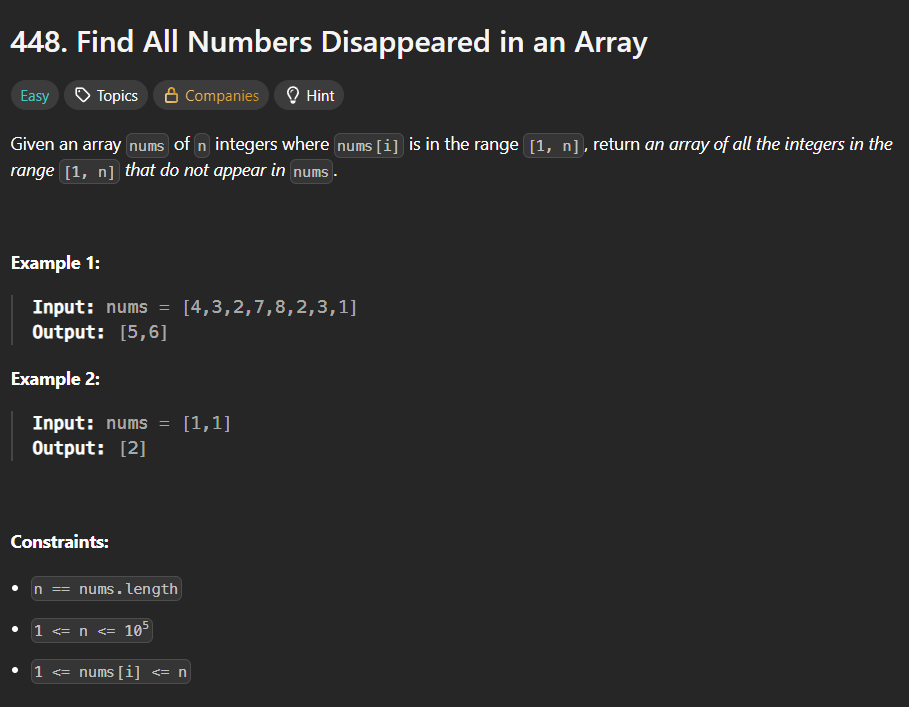 448. Find All Numbers Disappeared in an Array
Easy Topics Companies Hint
Given an array nums of n integers where nums[i] is in the range [1, n], return an array of all the integers in the
range [1, n] that do not appear in nums.
Example 1:
Input: nums = [4,3,2,7,8,2,3,1]
Output: [5,6]
Example 2:
Input: nums = [1,1]
Output: [2]
Constraints:
• n == nums.length
• 1 <= n <= 10⁵
• 1 <= nums[i] <= n